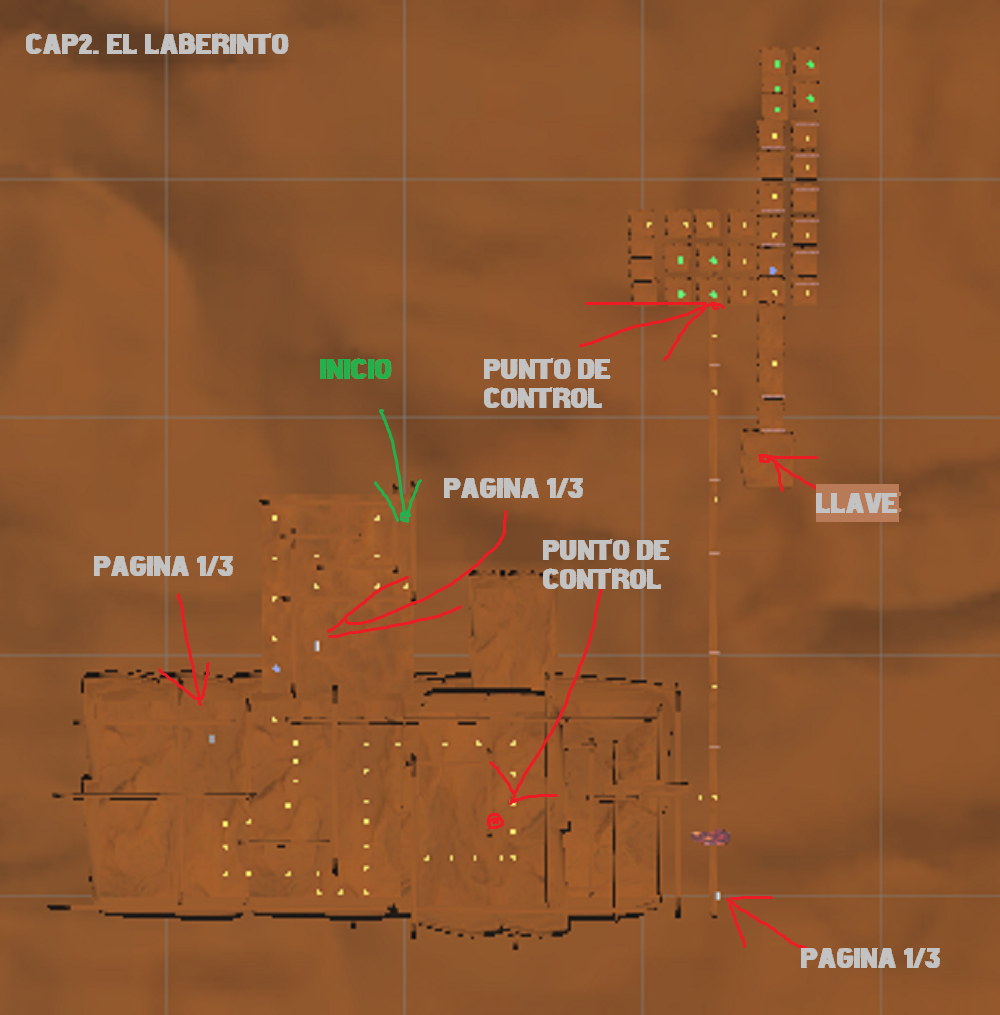 CAP2. EL LABERINTO
INICIO
PUNTO DE
CONTROL
PAGINA 1/3
LLAVE
PUNTO DE
CONTROL
PAGINA 1/3
PAGINA 1/3